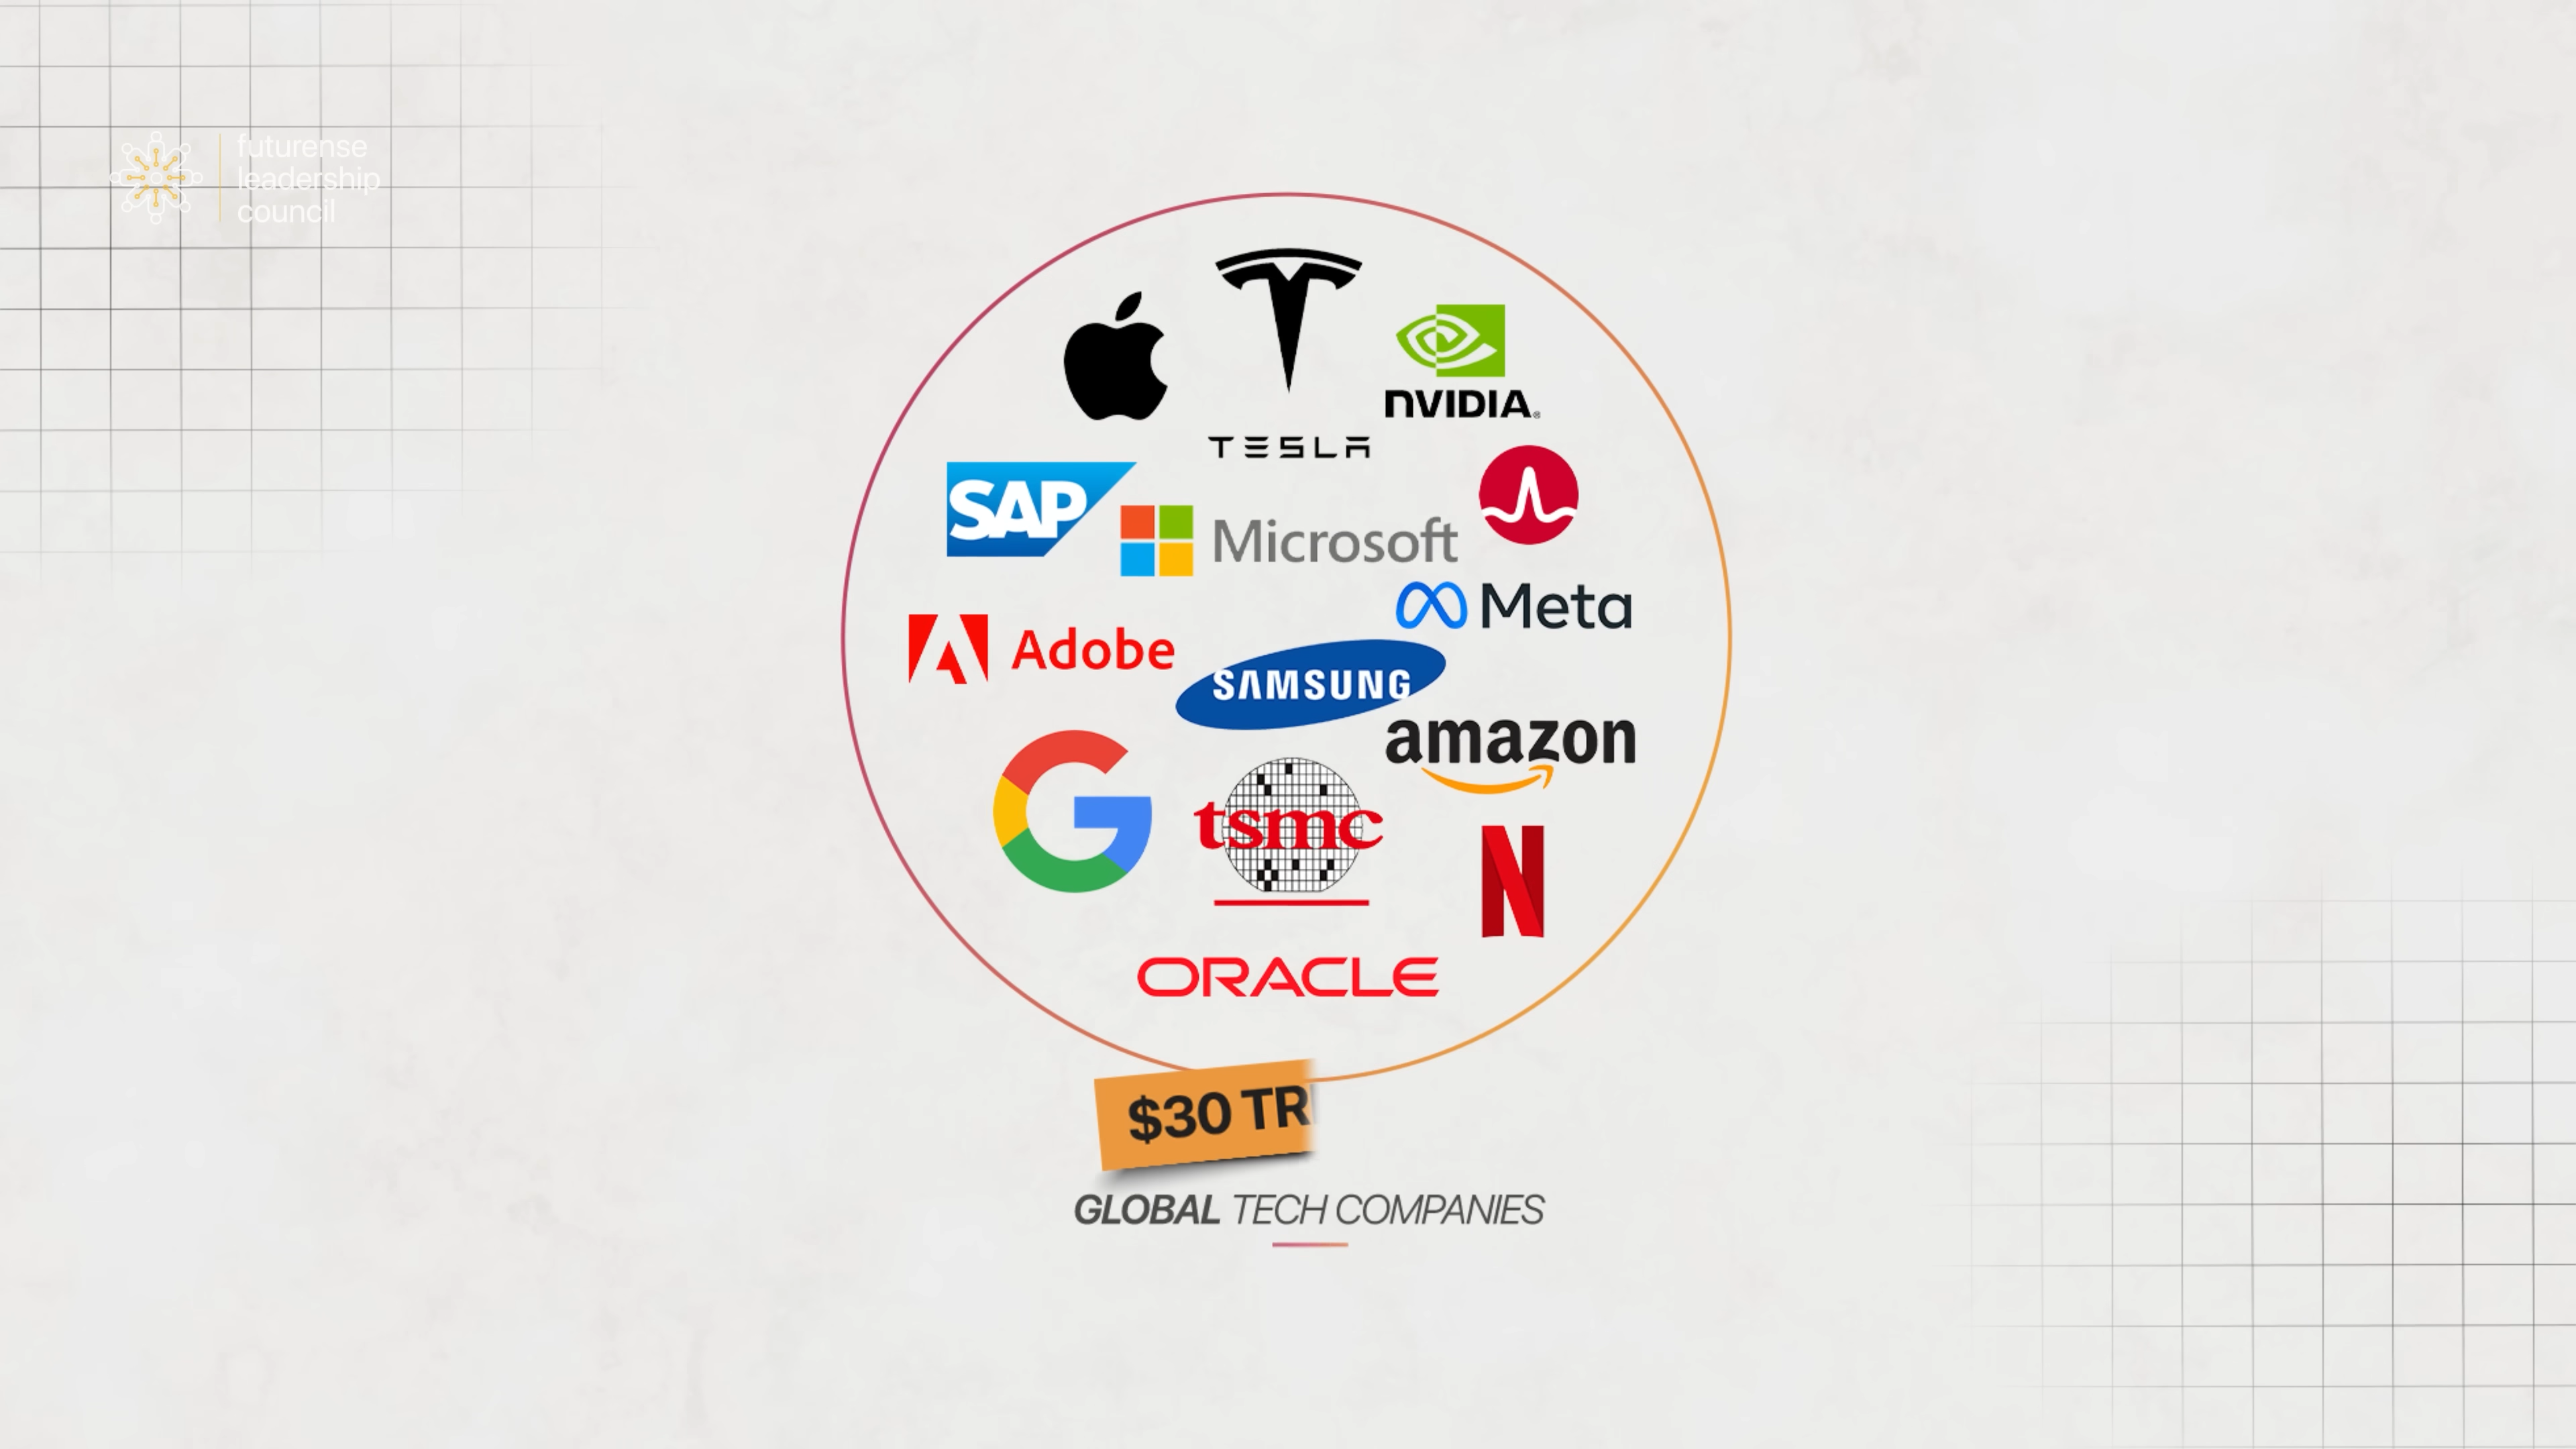 futurense
leadership
council
TESLA
NVIDIA
SAP
Microsoft
Meta
Adobe
SAMSUNG
amazon
tsmc
N
ORACLE
$30 TR
GLOBAL TECH COMPANIES